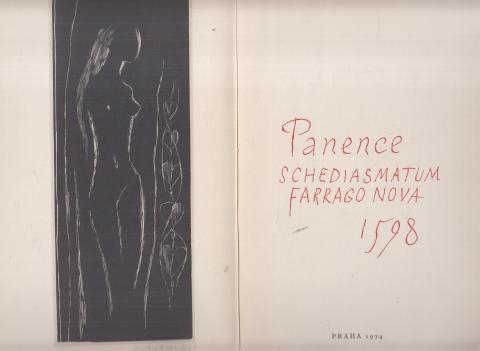 Panence
SCHEDIASMATUM
FARRAGO NOVA
1598
PRAHA 1974